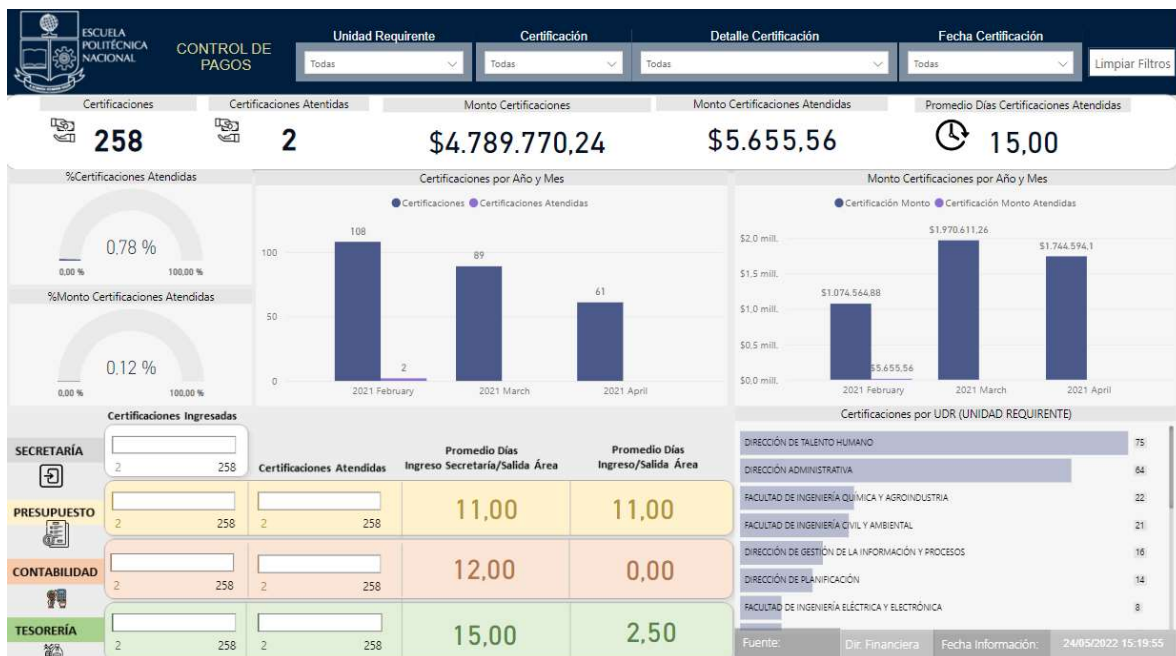 ESCUELA
POLITÉCNICA
NACIONAL
CONTROL DE
PAGOS
Unidad Requirente
Certificación
Detalle Certificación
Fecha Certificación
Todas
Todas
Todas
Todas
Limpiar Filtros
Certificaciones
Certificaciones Atentidas
Monto Certificaciones
Monto Certificaciones Atendidas
Promedio Días Certificaciones Atendidas
258
2
$4.789.770,24
$5.655,56
15,00
%Certificaciones Atendidas
0.78 %
0,00 %
100,00 %
%Monto Certificaciones Atendidas
0.12 %
0,00 %
100,00 %
Certificaciones por Año y Mes
Certificaciones
Certificaciones Atendidas
108
89
61
2
100
50
0
2021 February
2021 March
2021 April
Monto Certificaciones por Año y Mes
Certificación Monto
Certificación Monto Atendidas
$1.970.611,26
$1.744.594,1
$1.074.564,88
$5.655,56
$2,0 mill.
$1,5 mill.
$1,0 mill.
$0,5 mill.
$0,0 mill.
2021 February
2021 March
2021 April
Certificaciones Ingresadas
Certificaciones Atendidas
Promedio Días
Ingreso Secretaría/Salida Área
Promedio Días
Ingreso/Salida Área
SECRETARÍA
2 258
PRESUPUESTO
2 258
2 258
11,00
11,00
CONTABILIDAD
2 258
2 258
12,00
0,00
TESORERÍA
2 258
2 258
15,00
2,50
Certificaciones por UDR (UNIDAD REQUIRENTE)
DIRECCIÓN DE TALENTO HUMANO 75
DIRECCIÓN ADMINISTRATIVA 64
FACULTAD DE INGENIERÍA QUÍMICA Y AGROINDUSTRIA 22
FACULTAD DE INGENIERÍA CIVIL Y AMBIENTAL 21
DIRECCIÓN DE GESTIÓN DE LA INFORMACIÓN Y PROCESOS 16
DIRECCIÓN DE PLANIFICACIÓN 14
FACULTAD DE INGENIERÍA ELÉCTRICA Y ELECTRÓNICA 8
Fuente: Dir. Financiera Fecha Información: 24/05/2022 15:19:55